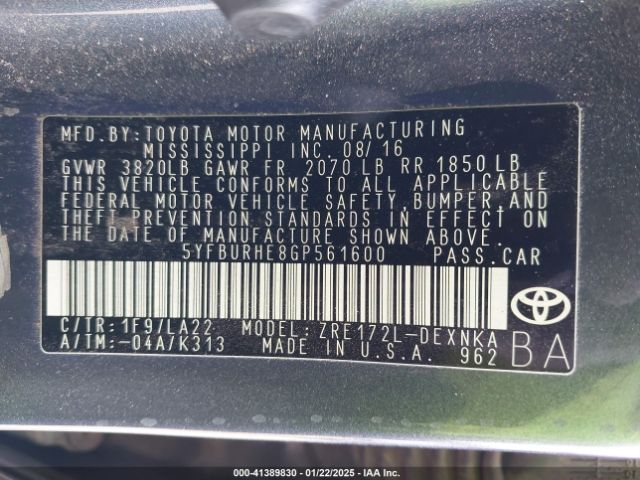 MFD.BY:TOYOTA MOTOR MANUFACTURING
MISSISSIPPI INC. 08/16
GVWR 3820LB GAWR FR 2070 LB RR 1850LB
THIS VEHICLE CONFORMS TO ALL APPLICABLE
FEDERAL MOTOR VEHICLE SAFETY,BUMPER,AND
THEFT PREVENTION STANDARDS IN EFFECT ON
THE DATE OF MANUFACTURE SHOWN ABOVE.
5YFBURHE8GP561600 PASS.CAR
C/TR:1F9/LA22 MODEL:ZRE172L-DEXNKA
A/TM:-04A/K313 MADE IN U.S.A. 962 BA
000-41389830 - 01/22/2025 - IAA Inc.